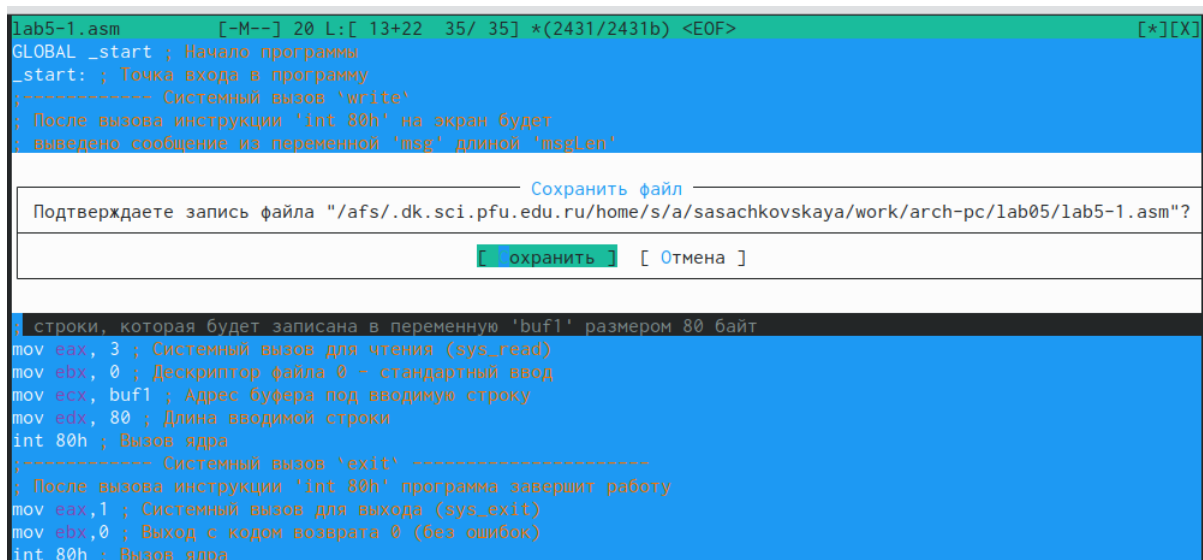 lab5-1.asm [-M--] 20 L:[ 13+22 35/ 35] *(2431/2431b) <EOF> [*][X]
GLOBAL _start ; Начало программы
_start: ; Точка входа в программу
;------------ Системный вызов `write`
; После вызова инструкции 'int 80h' на экран будет
; выведено сообщение из переменной 'msg' длиной 'msgLen'
Сохранить файл
Подтверждаете запись файла "/afs/.dk.sci.pfu.edu.ru/home/s/a/sasachkovskaya/work/arch-pc/lab05/lab5-1.asm"?
[ Сохранить ] [ Отмена ]
; строки, которая будет записана в переменную 'buf1' размером 80 байт
mov eax, 3 ; Системный вызов для чтения (sys_read)
mov ebx, 0 ; Дескриптор файла 0 - стандартный ввод
mov ecx, buf1 ; Адрес буфера под вводимую строку
mov edx, 80 ; Длина вводимой строки
int 80h ; Вызов ядра
;------------ Системный вызов `exit` ----------------------
; После вызова инструкции 'int 80h' программа завершит работу
mov eax,1 ; Системный вызов для выхода (sys_exit)
mov ebx,0 ; Выход с кодом возврата 0 (без ошибок)
int 80h ; Вызов ядра